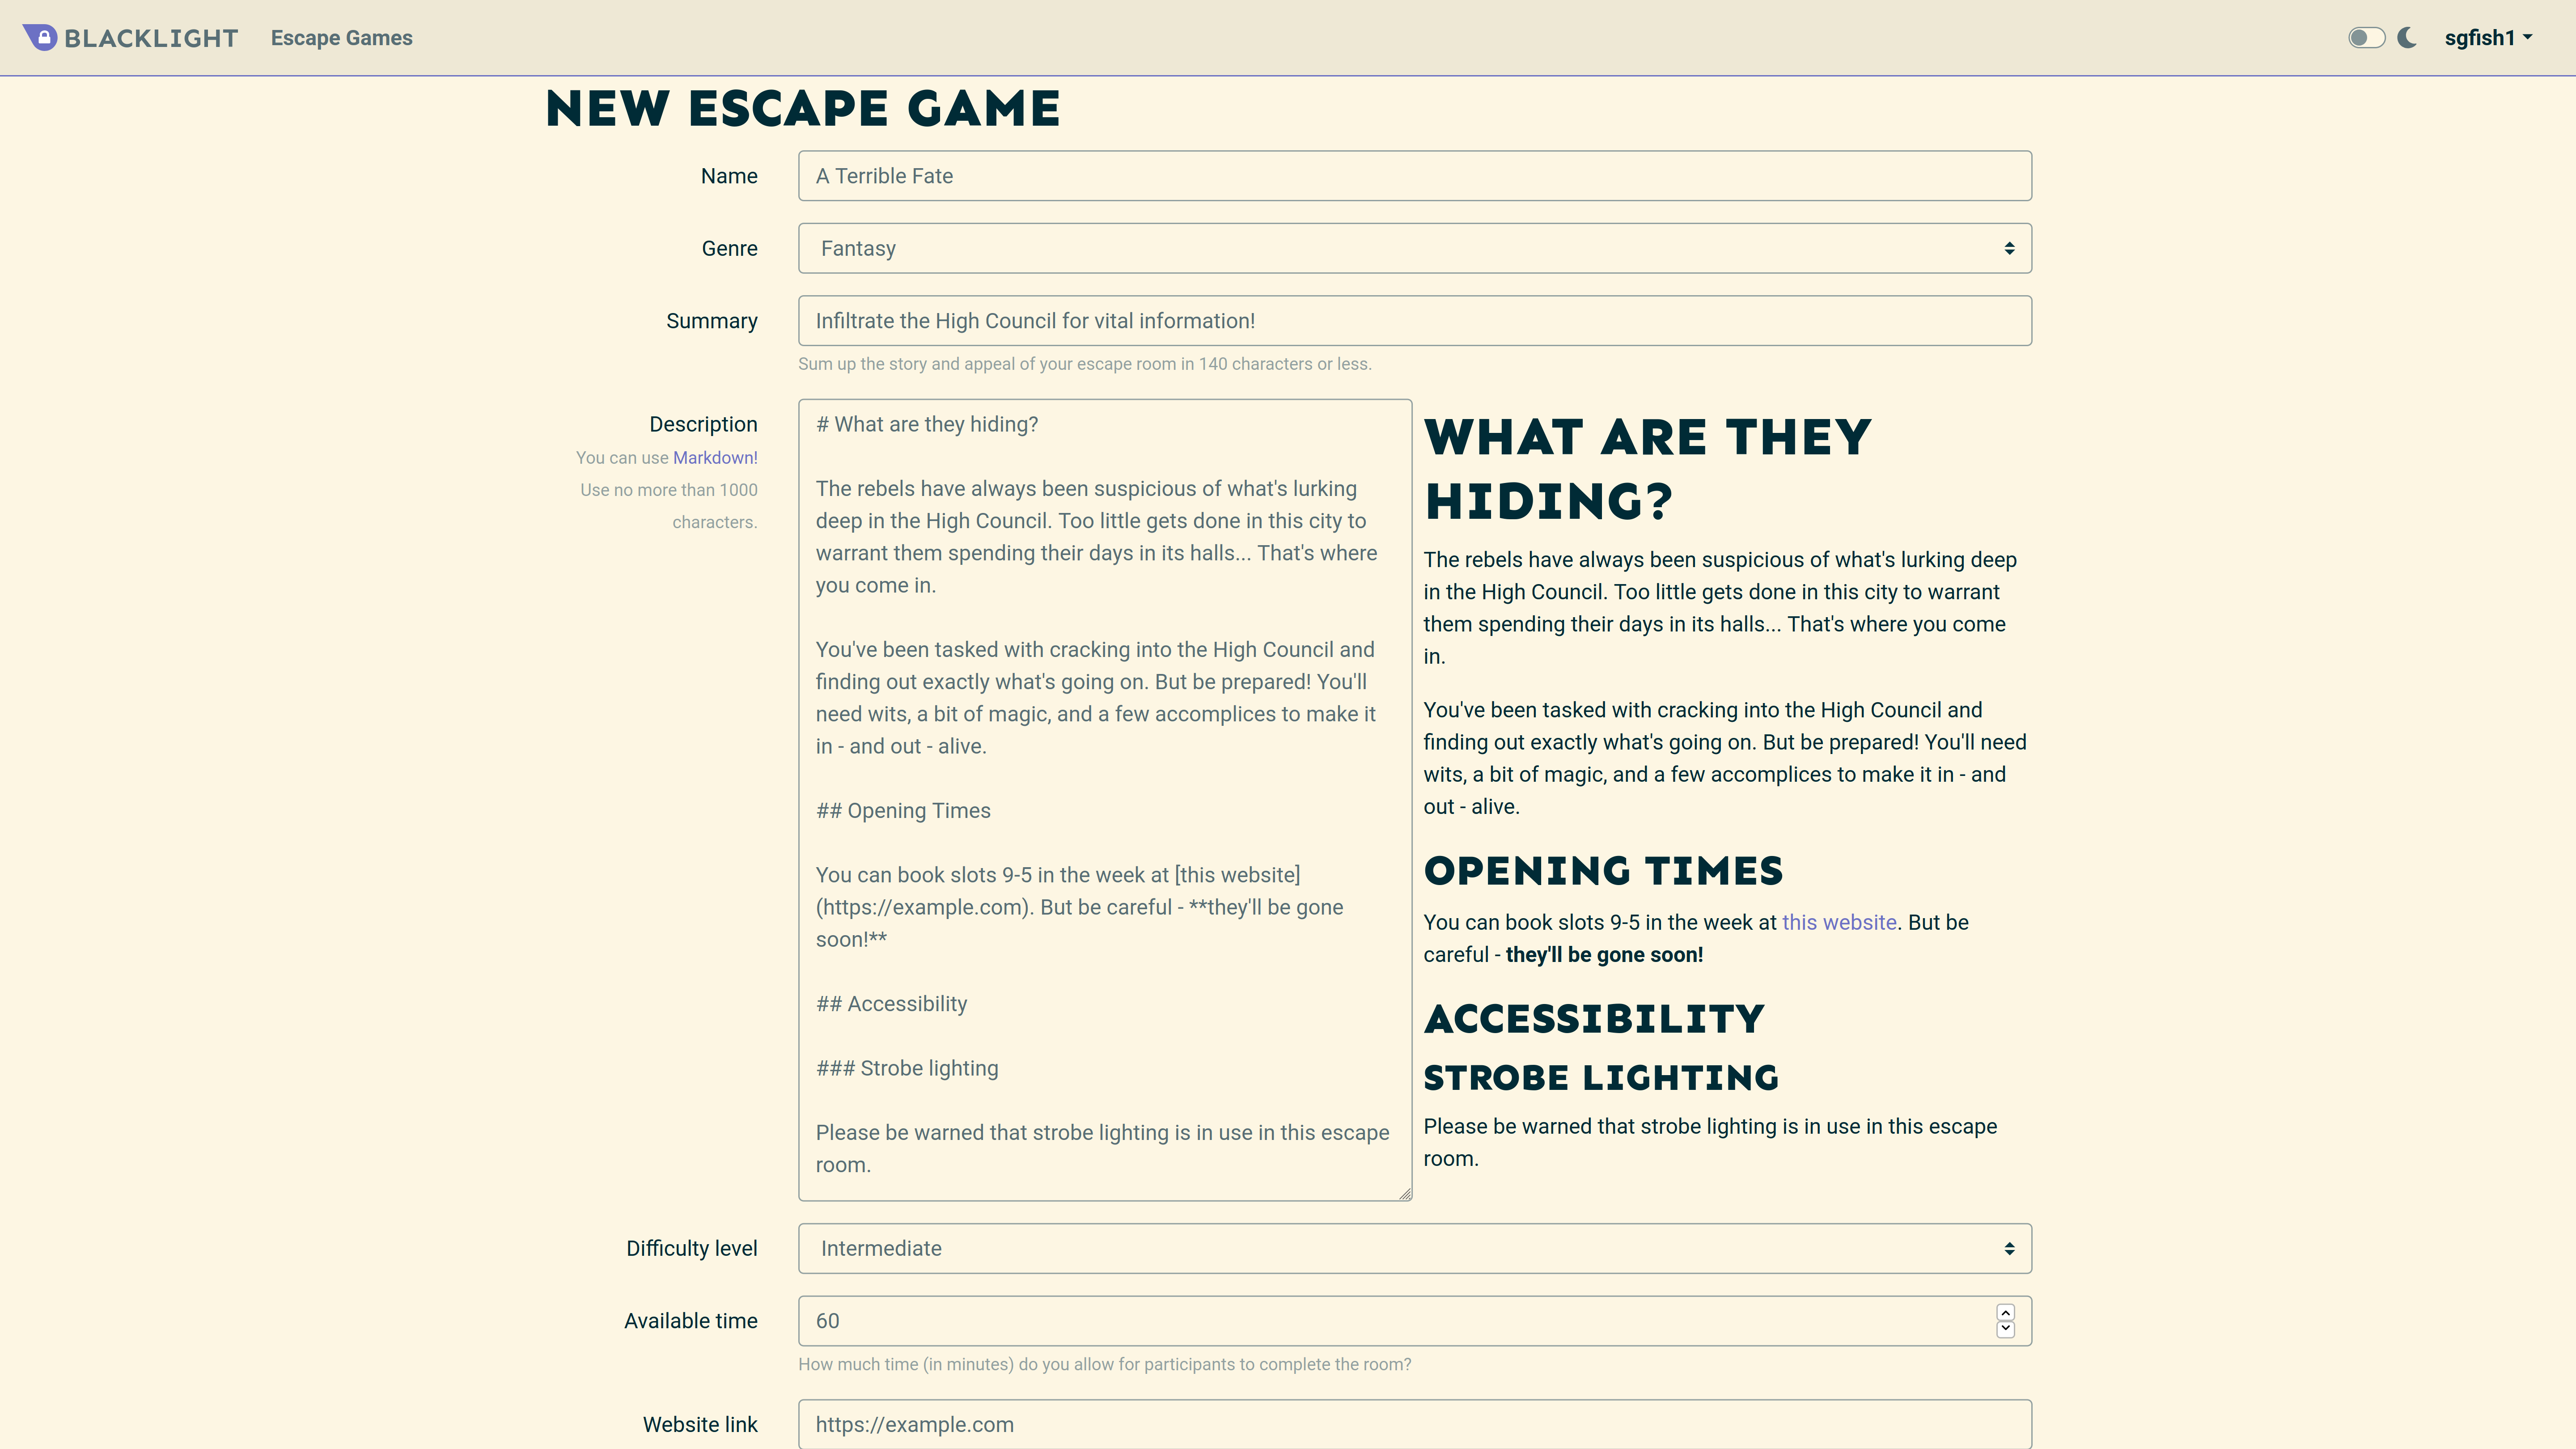 BLACKLIGHT
Escape Games
sgfish1
NEW ESCAPE GAME
Name
A Terrible Fate
Genre
Fantasy
Summary
Infiltrate the High Council for vital information!
Sum up the story and appeal of your escape room in 140 characters or less.
Description
You can use Markdown!
Use no more than 1000
characters.
# What are they hiding?
The rebels have always been suspicious of what's lurking
deep in the High Council. Too little gets done in this city to
warrant them spending their days in its halls... That's where
you come in.
You've been tasked with cracking into the High Council and
finding out exactly what's going on. But be prepared! You'll
need wits, a bit of magic, and a few accomplices to make it
in - and out - alive.
## Opening Times
You can book slots 9-5 in the week at [this website]
(https://example.com). But be careful - **they'll be gone
soon!**
## Accessibility
### Strobe lighting
Please be warned that strobe lighting is in use in this escape
room.
WHAT ARE THEY
HIDING?
The rebels have always been suspicious of what's lurking deep
in the High Council. Too little gets done in this city to warrant
them spending their days in its halls... That's where you come
in.
You've been tasked with cracking into the High Council and
finding out exactly what's going on. But be prepared! You'll need
wits, a bit of magic, and a few accomplices to make it in - and
out - alive.
OPENING TIMES
You can book slots 9-5 in the week at this website. But be
careful - they'll be gone soon!
ACCESSIBILITY
STROBE LIGHTING
Please be warned that strobe lighting is in use in this escape
room.
Difficulty level
Intermediate
Available time
60
How much time (in minutes) do you allow for participants to complete the room?
Website link
https://example.com